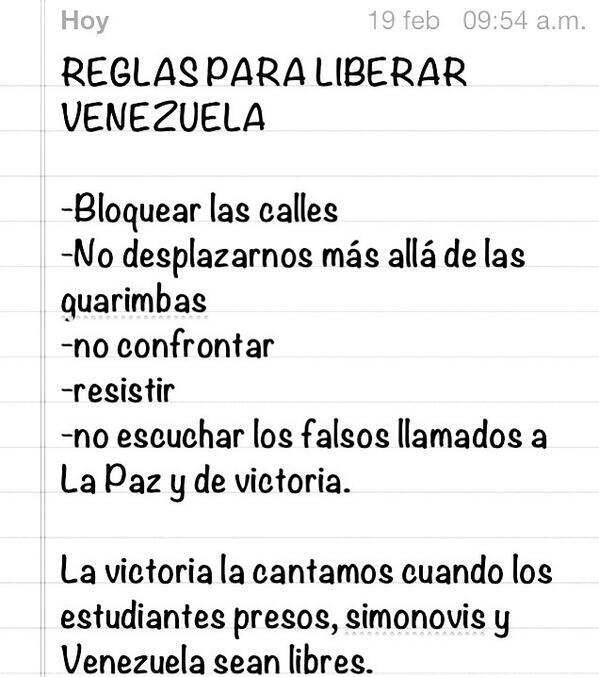 Hoy 19 feb 09:54 a.m.
REGLAS PARA LIBERAR
VENEZUELA
-Bloquear las calles
-No desplazarnos más allá de las
guarimbas
-no confrontar
-resistir
-no escuchar los falsos llamados a
La Paz y de victoria.
La victoria la cantamos cuando los
estudiantes presos, simonovis y
Venezuela sean libres.